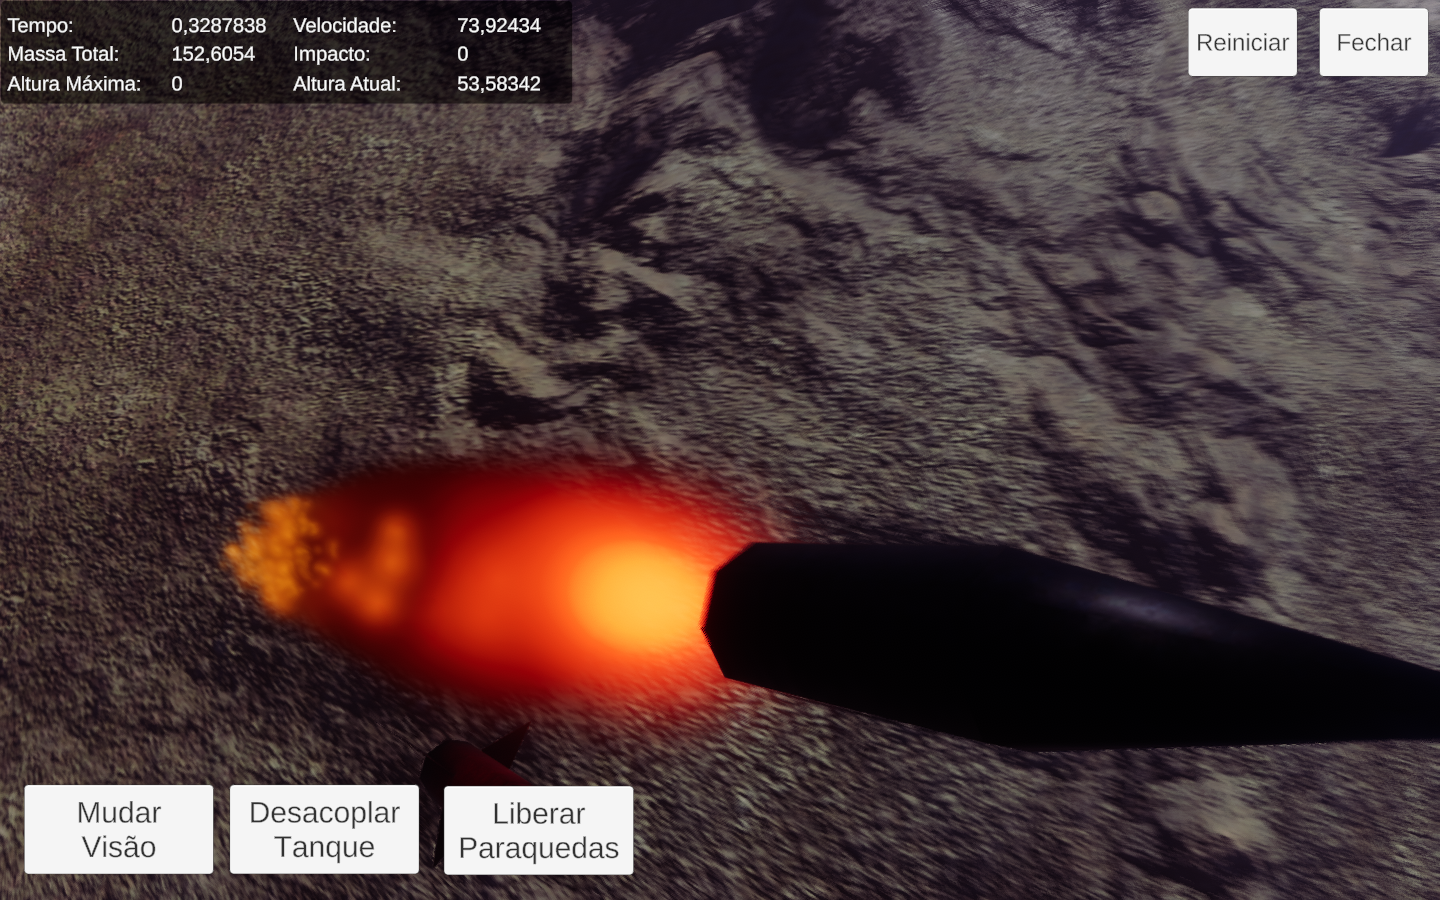 Tempo: 0,3287838 Velocidade: 73,92434
Massa Total: 152,6054 Impacto: 0
Altura Máxima: 0 Altura Atual: 53,58342
Reiniciar
Fechar
Mudar
Visão
Desacoplar
Tanque
Liberar
Paraquedas